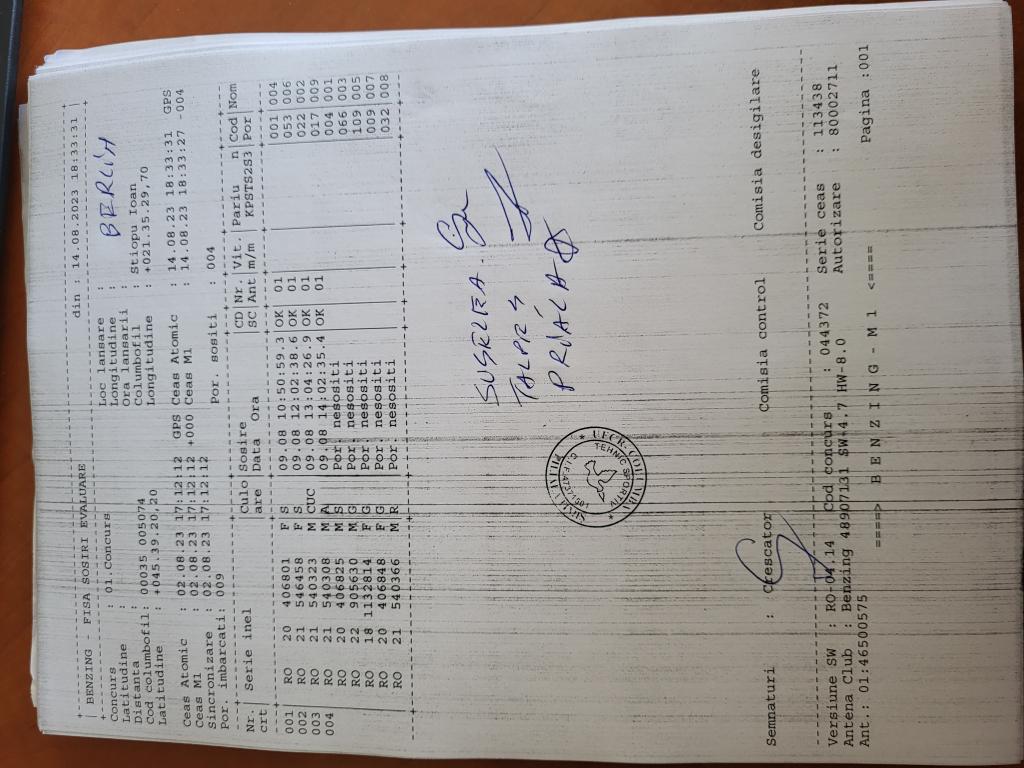 BENZING - FISA SOSIRI EVALUARE din : 14.08.2023 18:33:31
Concurs : 01.Concurs Loc lansare : BERLIN
Latitudine : Longitudine :
Distanta : Ora lansarii :
Cod columbofil : 00035 005074 Columbofil : Stiopu Ioan
Latitudine : +045.39.20,20 Longitudine : +021.35.29,70
Ceas Atomic : 02.08.23 17:12:12 GPS Ceas Atomic : 14.08.23 18:33:31 GPS
Ceas M1 : 02.08.23 17:12:12 +000 Ceas M1 : 14.08.23 18:33:27 -004
Sincronizare : 02.08.23 17:12:12
Por. imbarcati : 009 Por. sositi : 004
Nr. Serie inel Culo Sosire CD Nr. Vit. Pariu n Cod Nom
crt are Data Ora SC Ant m/m KPSTS2S3 Por
001 RO 20 406801 F S 09.08 10:50:59.3 OK 01 001 004
002 RO 21 546458 F S 09.08 12:02:38.6 OK 01 053 006
003 RO 21 540323 M CUC 09.08 13:04:26.9 OK 01 022 002
004 RO 21 540308 M A 09.08 14:02:35.4 OK 01 017 009
RO 20 406825 M S Por. nesositi 004 001
RO 22 905630 M G Por. nesositi 066 003
RO 18 1132814 F G Por. nesositi 109 005
RO 20 406848 F G Por. nesositi 009 007
RO 21 540366 M R Por. nesositi 032 008
UFCR-COLUMBA
TEHNIC SPORTIV
Semnaturi : Crescator Comisia control Comisia desigilare
Versiune SW : RO-04.14 Cod concurs : 044372 Serie ceas : 113438
Antena Club : Benzing 48907131 SW-4.7 HW-8.0 Autorizare : 80002711
Ant.: 01:46500575
====> B E N Z I N G - M 1 <==== Pagina :001